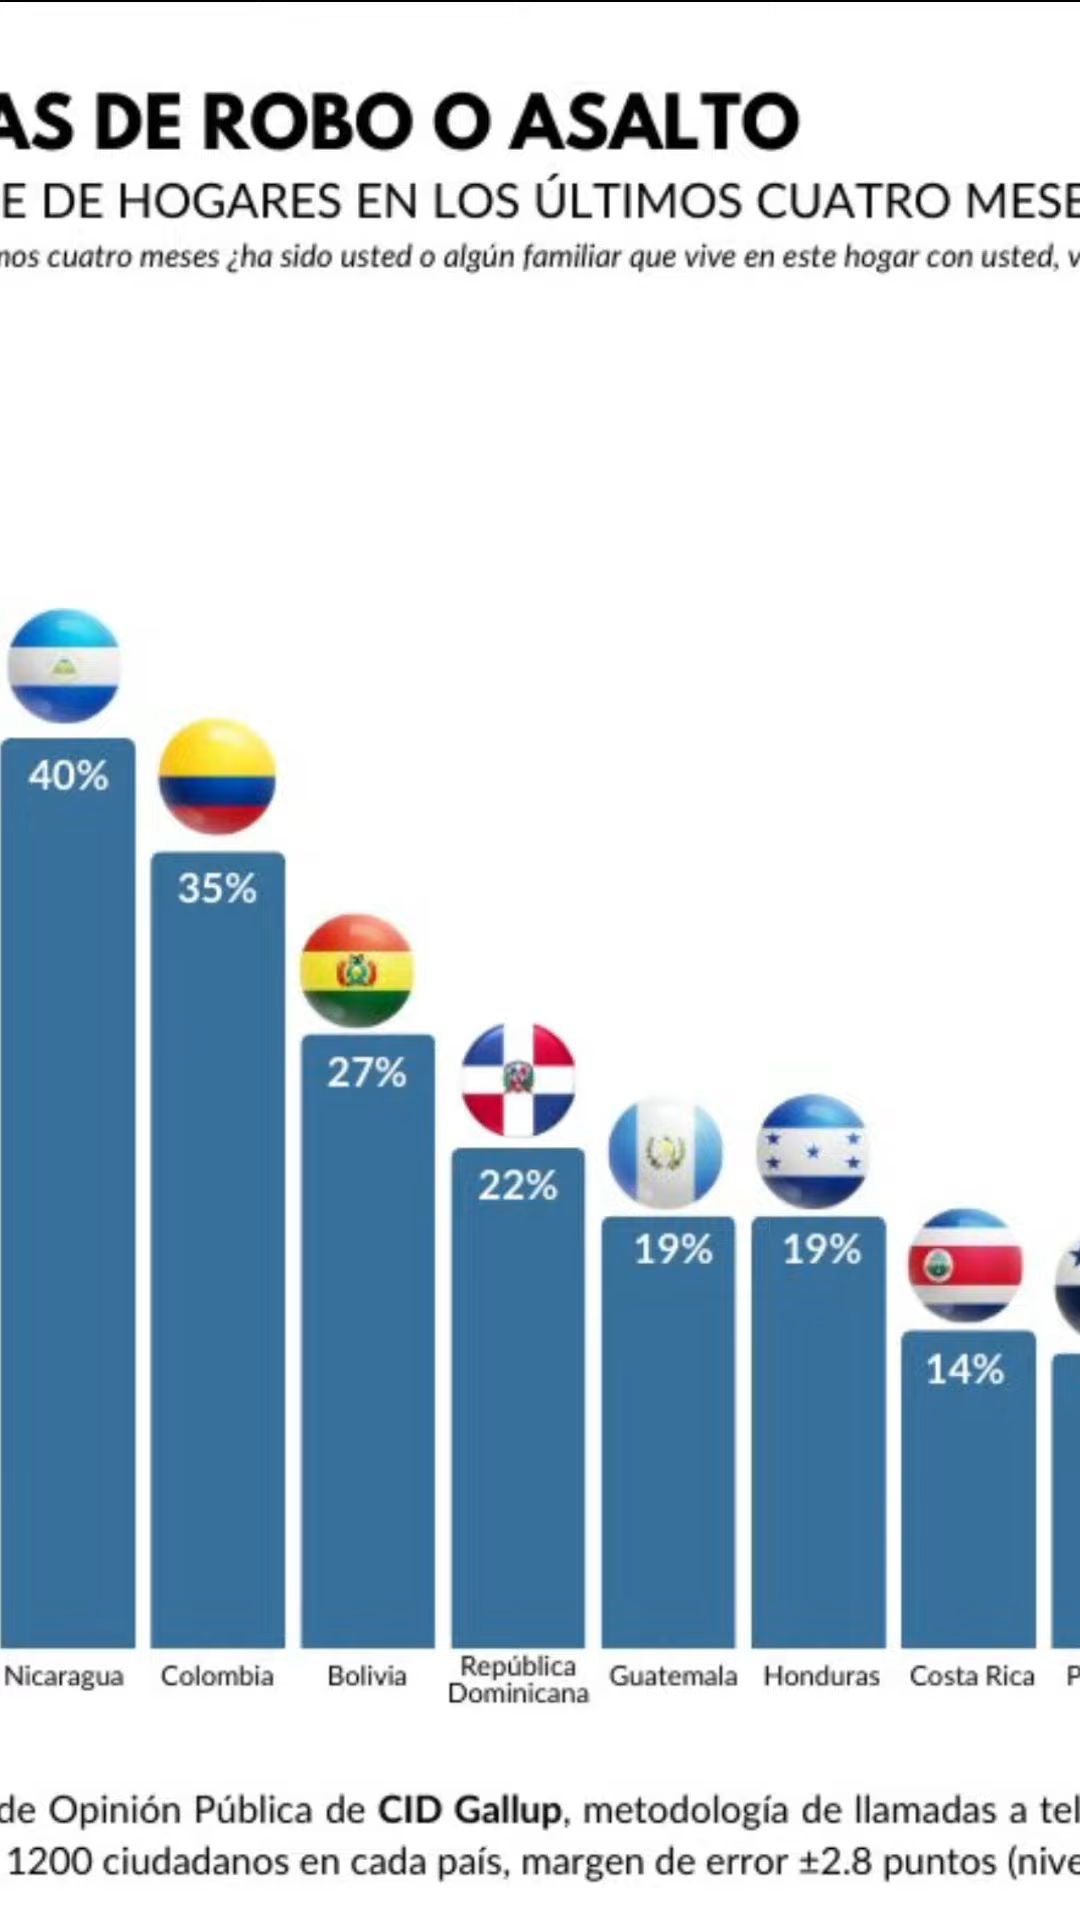 AS DE ROBO O ASALTO
E DE HOGARES EN LOS ÚLTIMOS CUATRO MESE
nos cuatro meses ¿ha sido usted o algún familiar que vive en este hogar con usted, v
40%
35%
27%
22%
19%
19%
14%
Nicaragua
Colombia
Bolivia
República
Dominicana
Guatemala
Honduras
Costa Rica
P
de Opinión Pública de CID Gallup, metodología de llamadas a tel
1200 ciudadanos en cada país, margen de error ±2.8 puntos (nive